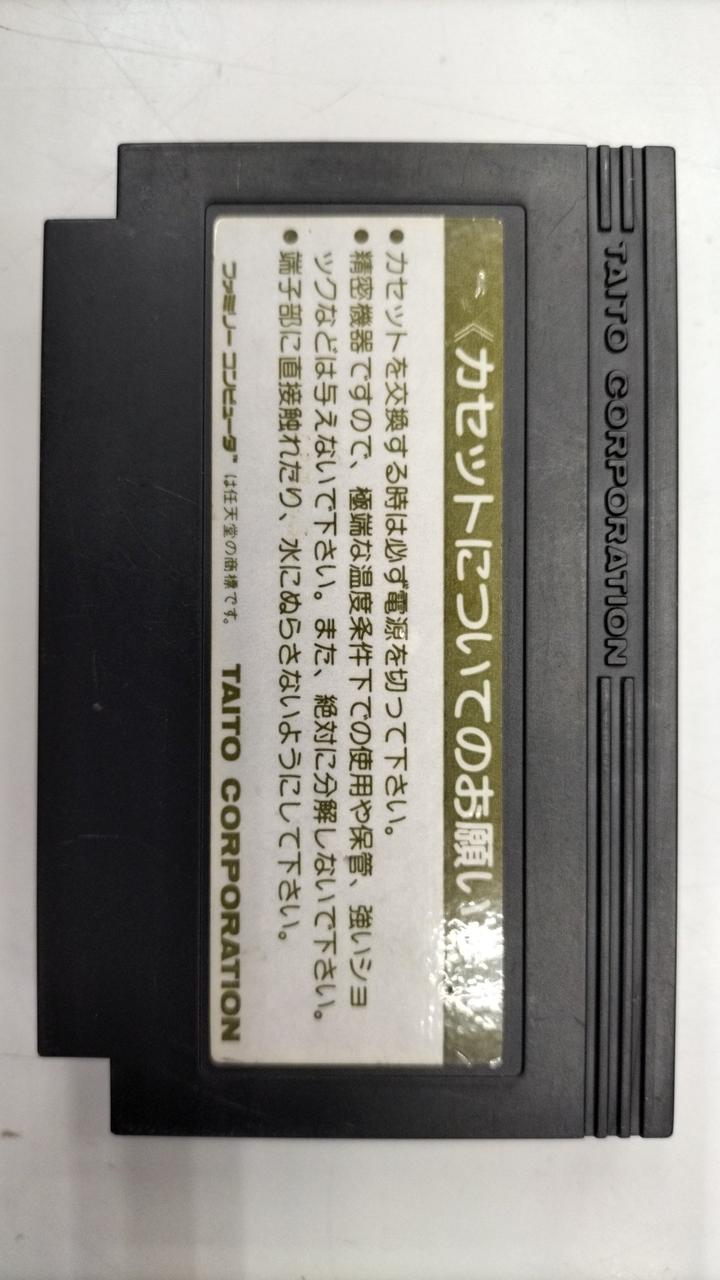 TAITO CORPORATION
《カセットについてのお願い
●カセットを交換する時は必ず電源を切って下さい。
●精密機器ですので、極端な温度条件下での使用や保管、強いショ
ックなどは与えないで下さい。また、絶対に分解しないで下さい。
●端子部に直接触れたり、水にぬらさないようにして下さい。
ファミリーコンピュータ™は任天堂の商標です。 TAITO CORPORATION